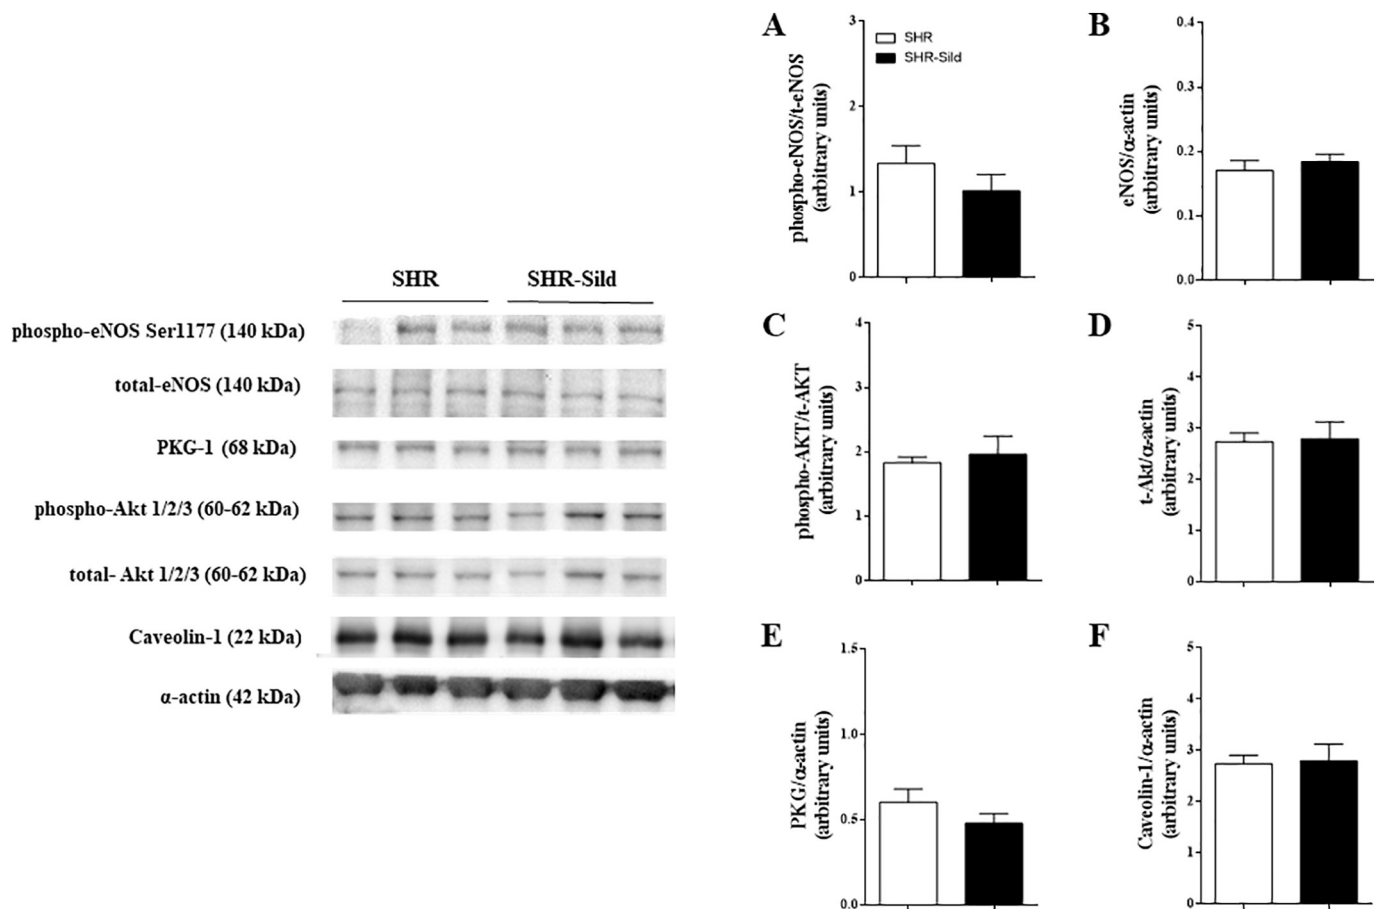 SHR
SHR-Sild
phospho-eNOS Ser1177 (140 kDa)
total-eNOS (140 kDa)
PKG-1 (68 kDa)
phospho-Akt 1/2/3 (60-62 kDa)
total- Akt 1/2/3 (60-62 kDa)
Caveolin-1 (22 kDa)
α-actin (42 kDa)
A
phospho-eNOS/t-eNOS
(arbitrary units)
3
2
1
0
SHR
SHR-Sild
B
eNOS/α-actin
(arbitrary units)
0.4
0.3
0.2
0.1
0.0
C
phospho-AKT/t-AKT
(arbitrary units)
4
3
2
1
0
D
t-Akt/α-actin
(arbitrary units)
5
4
3
2
1
0
E
PKG/α-actin
(arbitrary units)
1.5
1.0
0.5
0.0
F
Caveolin-1/α-actin
(arbitrary units)
5
4
3
2
1
0